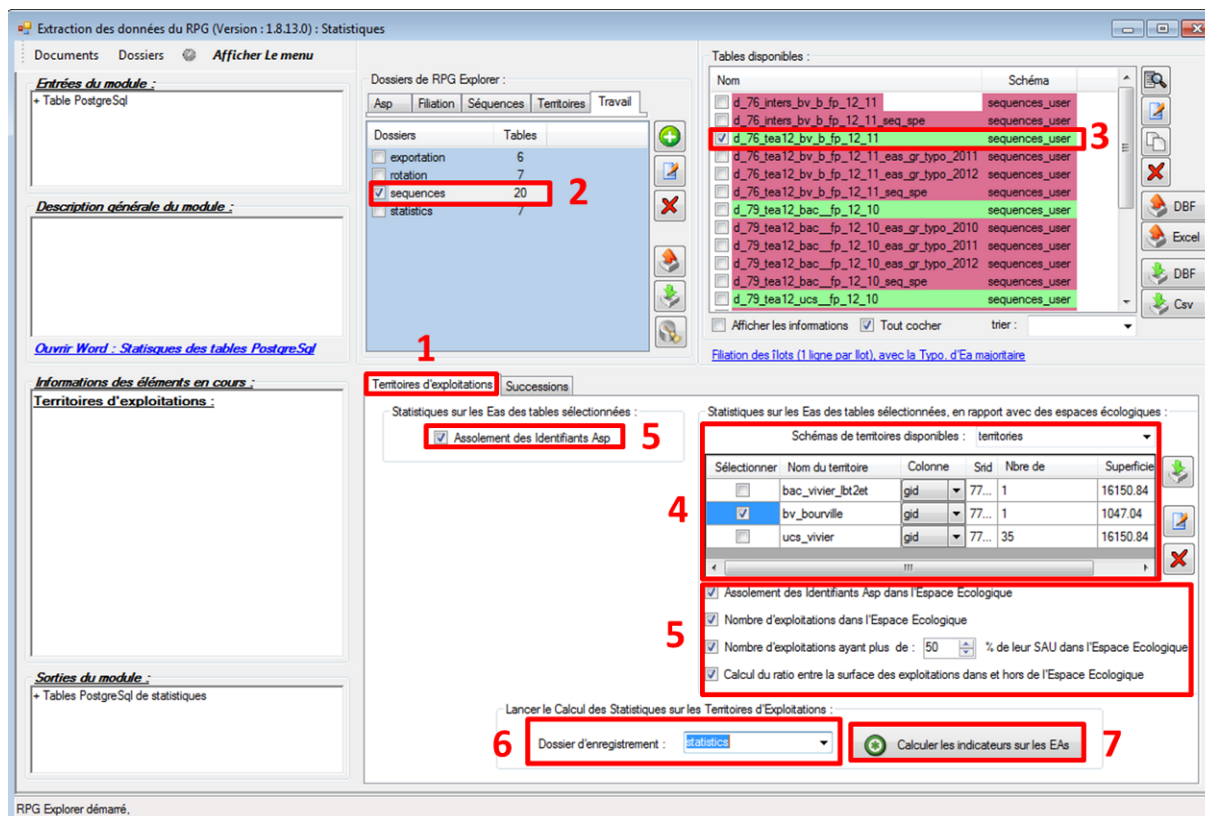 Extraction des données du RPG (Version : 1.8.13.0) : Statistiques
Documents Dossiers Afficher Le menu
Entrées du module :
+ Table PostgreSql
Description générale du module :
Ouvrir Word : Statisques des tables PostgreSql
Informations des éléments en cours :
Territoires d'exploitations :
Sorties du module :
+ Tables PostgreSql de statistiques
Dossiers de RPG Explorer :
Asp Filiation Séquences Territoires Travail
Dossiers Tables
exportation 6
rotation 7
sequences 20
statistics 7
2
Tables disponibles :
Nom Schéma
d_76_inters_bv_b_fp_12_11 sequences_user
d_76_inters_bv_b_fp_12_11_seq_spe sequences_user
d_76_tea12_bv_b_fp_12_11 sequences_user
3
d_76_tea12_bv_b_fp_12_11_eas_gr_typo_2011 sequences_user
d_76_tea12_bv_b_fp_12_11_eas_gr_typo_2012 sequences_user
d_76_tea12_bv_b_fp_12_11_seq_spe sequences_user
d_79_tea12_bac__fp_12_10 sequences_user
d_79_tea12_bac__fp_12_10_eas_gr_typo_2010 sequences_user
d_79_tea12_bac__fp_12_10_eas_gr_typo_2011 sequences_user
d_79_tea12_bac__fp_12_10_eas_gr_typo_2012 sequences_user
d_79_tea12_bac__fp_12_10_seq_spe sequences_user
d_79_tea12_ucs__fp_12_10 sequences_user
DBF
Excel
DBF
Csv
Afficher les informations Tout cocher trier :
Filiation des îlots (1 ligne par Ilot), avec la Typo. d'Ea majoritaire
1
Territoires d'exploitations Successions
Statistiques sur les Eas des tables sélectionnées :
Assolement des Identifiants Asp
5
Statistiques sur les Eas des tables sélectionnées, en rapport avec des espaces écologiques :
Schémas de territoires disponibles : territories
Sélectionner Nom du territoire Colonne Srid Nbre de Superficie
bac_vivier_lbt2et gid 77... 1 16150.84
bv_bourville gid 77... 1 1047.04
ucs_vivier gid 77... 35 16150.84
4
Assolement des Identifiants Asp dans l'Espace Ecologique
Nombre d'exploitations dans l'Espace Ecologique
Nombre d'exploitations ayant plus de : 50 % de leur SAU dans l'Espace Ecologique
Calcul du ratio entre la surface des exploitations dans et hors de l'Espace Ecologique
5
Lancer le Calcul des Statistiques sur les Territoires d'Exploitations :
6
Dossier d'enregistrement : statistics
Calculer les indicateurs sur les EAs
7
RPG Explorer démarré,